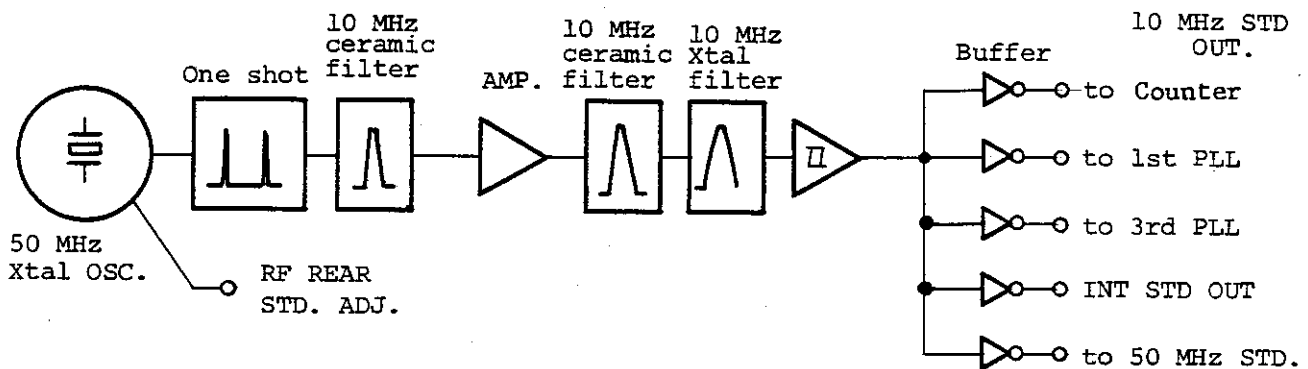 10 MHz
ceramic
filter
One shot
AMP.
10 MHz
ceramic
filter
10 MHz
Xtal
filter
Buffer
10 MHz STD
OUT.
to Counter
to 1st PLL
to 3rd PLL
INT STD OUT
to 50 MHz STD.
50 MHz
Xtal OSC.
RF REAR
STD. ADJ.